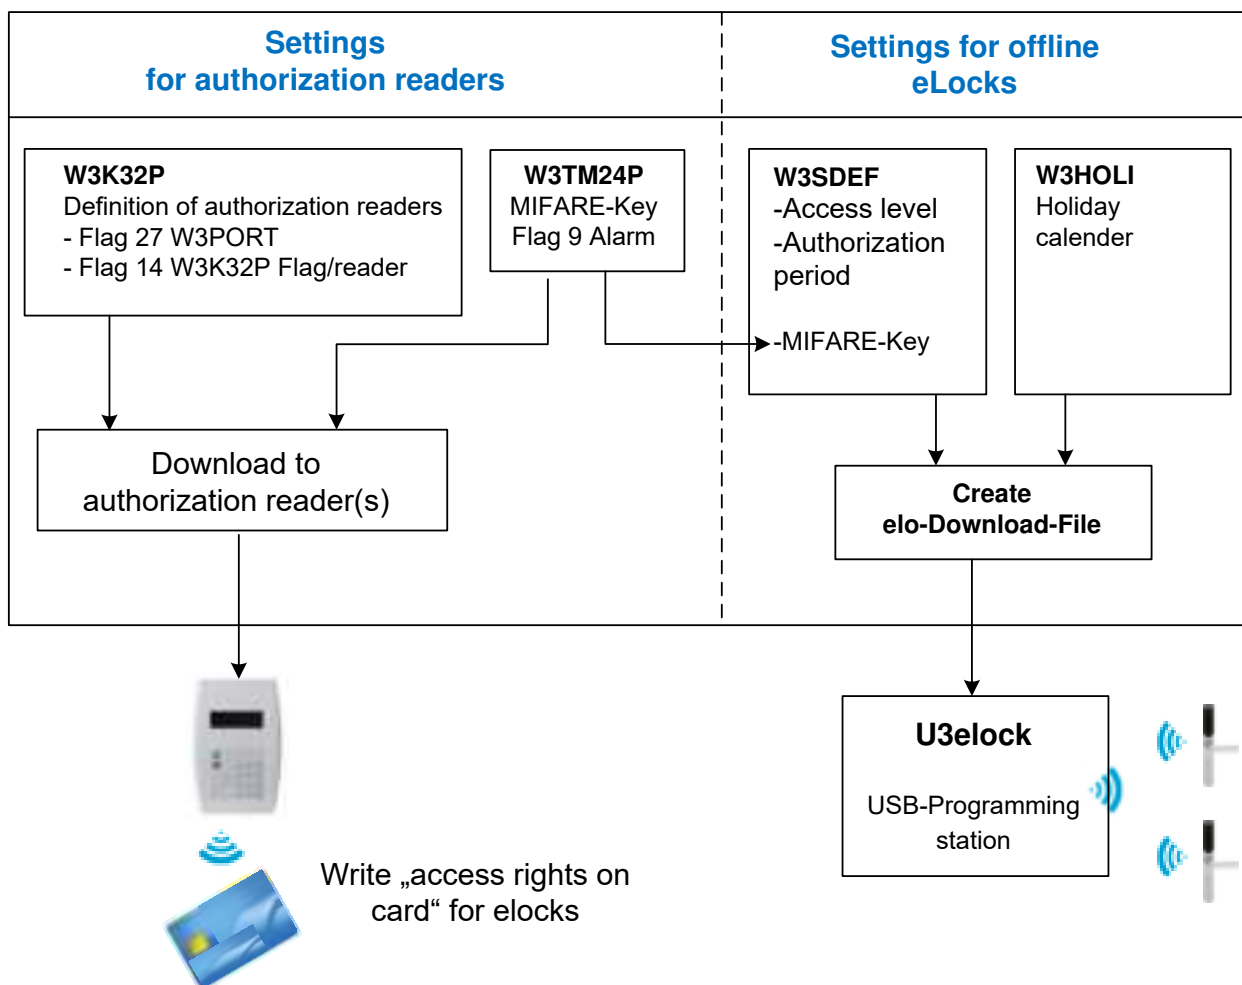 Settings
for authorization readers
Settings for offline
eLocks
W3K32P
Definition of authorization readers
- Flag 27 W3PORT
- Flag 14 W3K32P Flag/reader
W3TM24P
MIFARE-Key
Flag 9 Alarm
W3SDEF
-Access level
-Authorization
period
-MIFARE-Key
W3HOLI
Holiday
calender
Download to
authorization reader(s)
Create
elo-Download-File
U3elock
USB-Programming
station
Write „access rights on
card“ for elocks